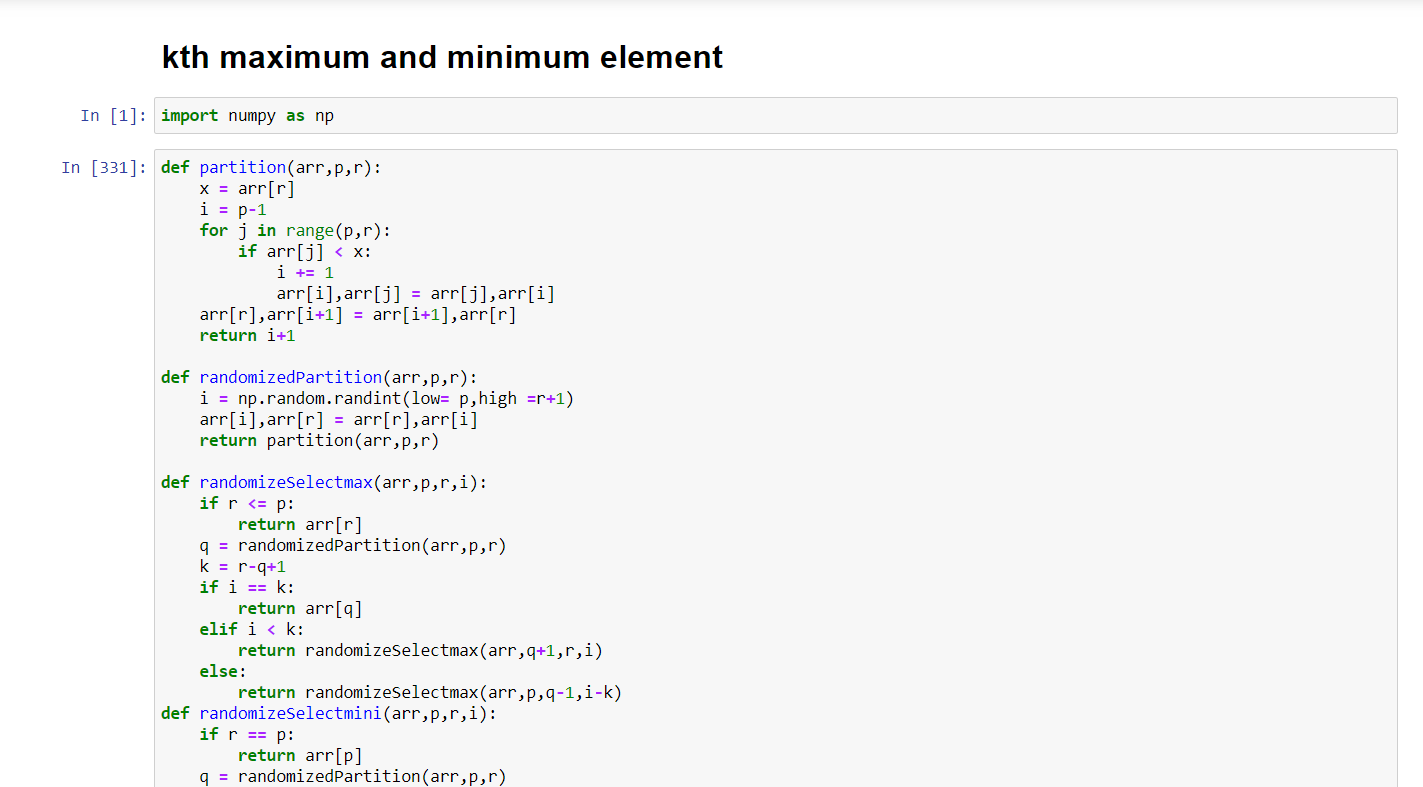 kth maximum and minimum element
In [1]: import numpy as np
In [331]: def partition(arr,p,r):
    x = arr[r]
    i = p-1
    for j in range(p,r):
        if arr[j] < x:
            i += 1
            arr[i],arr[j] = arr[j],arr[i]
    arr[r],arr[i+1] = arr[i+1],arr[r]
    return i+1
def randomizedPartition(arr,p,r):
    i = np.random.randint(low= p,high =r+1)
    arr[i],arr[r] = arr[r],arr[i]
    return partition(arr,p,r)
def randomizeSelectmax(arr,p,r,i):
    if r <= p:
        return arr[r]
    q = randomizedPartition(arr,p,r)
    k = r-q+1
    if i == k:
        return arr[q]
    elif i < k:
        return randomizeSelectmax(arr,q+1,r,i)
    else:
        return randomizeSelectmax(arr,p,q-1,i-k)
def randomizeSelectmini(arr,p,r,i):
    if r == p:
        return arr[p]
    q = randomizedPartition(arr,p,r)